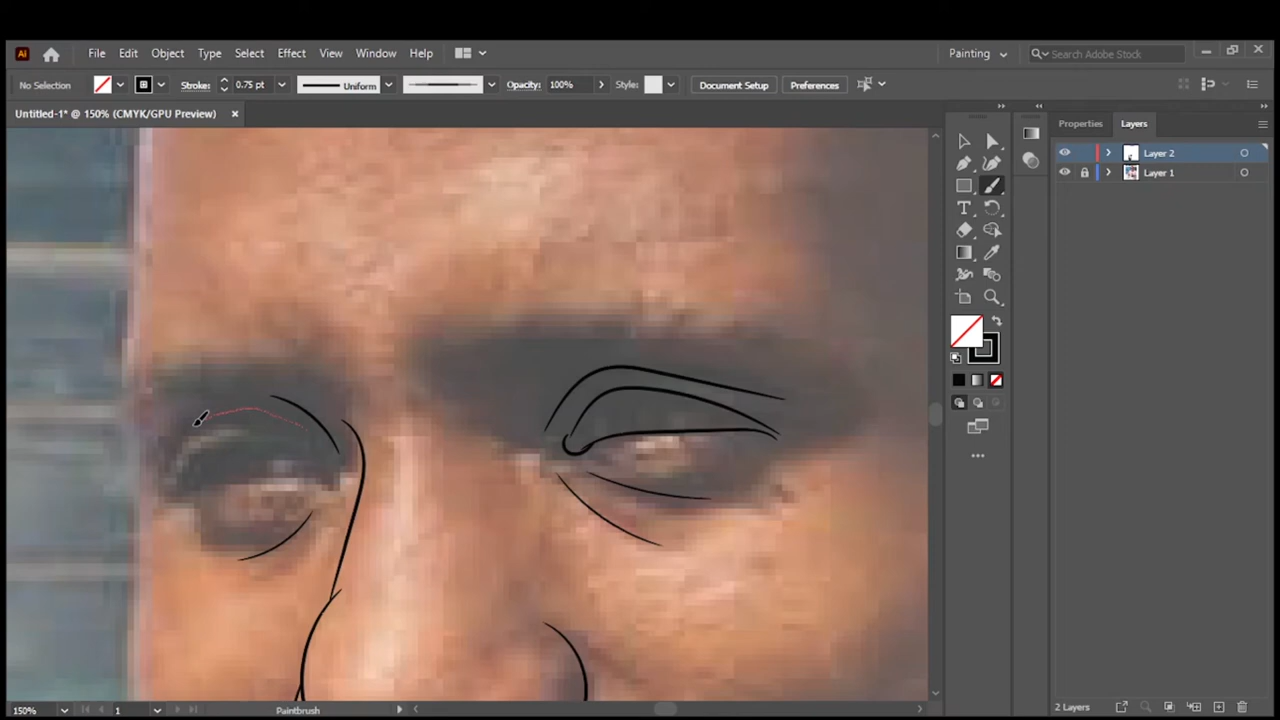 Ai File Edit Object Type Select Effect View Window Help Painting Search Adobe Stock
No Selection Stroke: 0.75 pt Uniform Opacity: 100% Style: Document Setup Preferences
Untitled-1* @ 150% (CMYK/GPU Preview) ×
Properties Layers
Layer 2
Layer 1
150% 1 Paintbrush 2 Layers